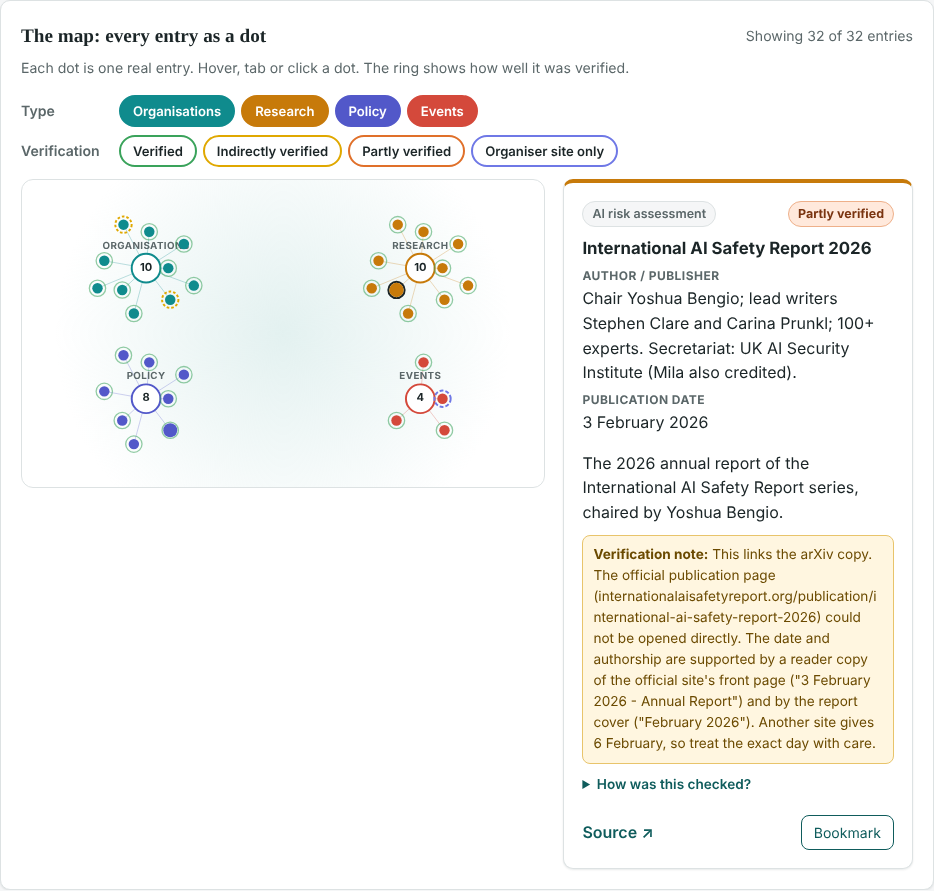 The map: every entry as a dot
Showing 32 of 32 entries
Each dot is one real entry. Hover, tab or click a dot. The ring shows how well it was verified.
Type
Organisations
Research
Policy
Events
Verification
Verified
Indirectly verified
Partly verified
Organiser site only
ORGANISATION
10
RESEARCH
10
POLICY
8
EVENTS
4
AI risk assessment
Partly verified
International AI Safety Report 2026
AUTHOR / PUBLISHER
Chair Yoshua Bengio; lead writers
Stephen Clare and Carina Prunkl; 100+
experts. Secretariat: UK AI Security
Institute (Mila also credited).
PUBLICATION DATE
3 February 2026
The 2026 annual report of the
International AI Safety Report series,
chaired by Yoshua Bengio.
Verification note: This links the arXiv copy.
The official publication page
(internationalaisafetyreport.org/publication/i
nternational-ai-safety-report-2026) could
not be opened directly. The date and
authorship are supported by a reader copy
of the official site's front page ("3 February
2026 - Annual Report") and by the report
cover ("February 2026"). Another site gives
6 February, so treat the exact day with care.
▶ How was this checked?
Source ↗
Bookmark